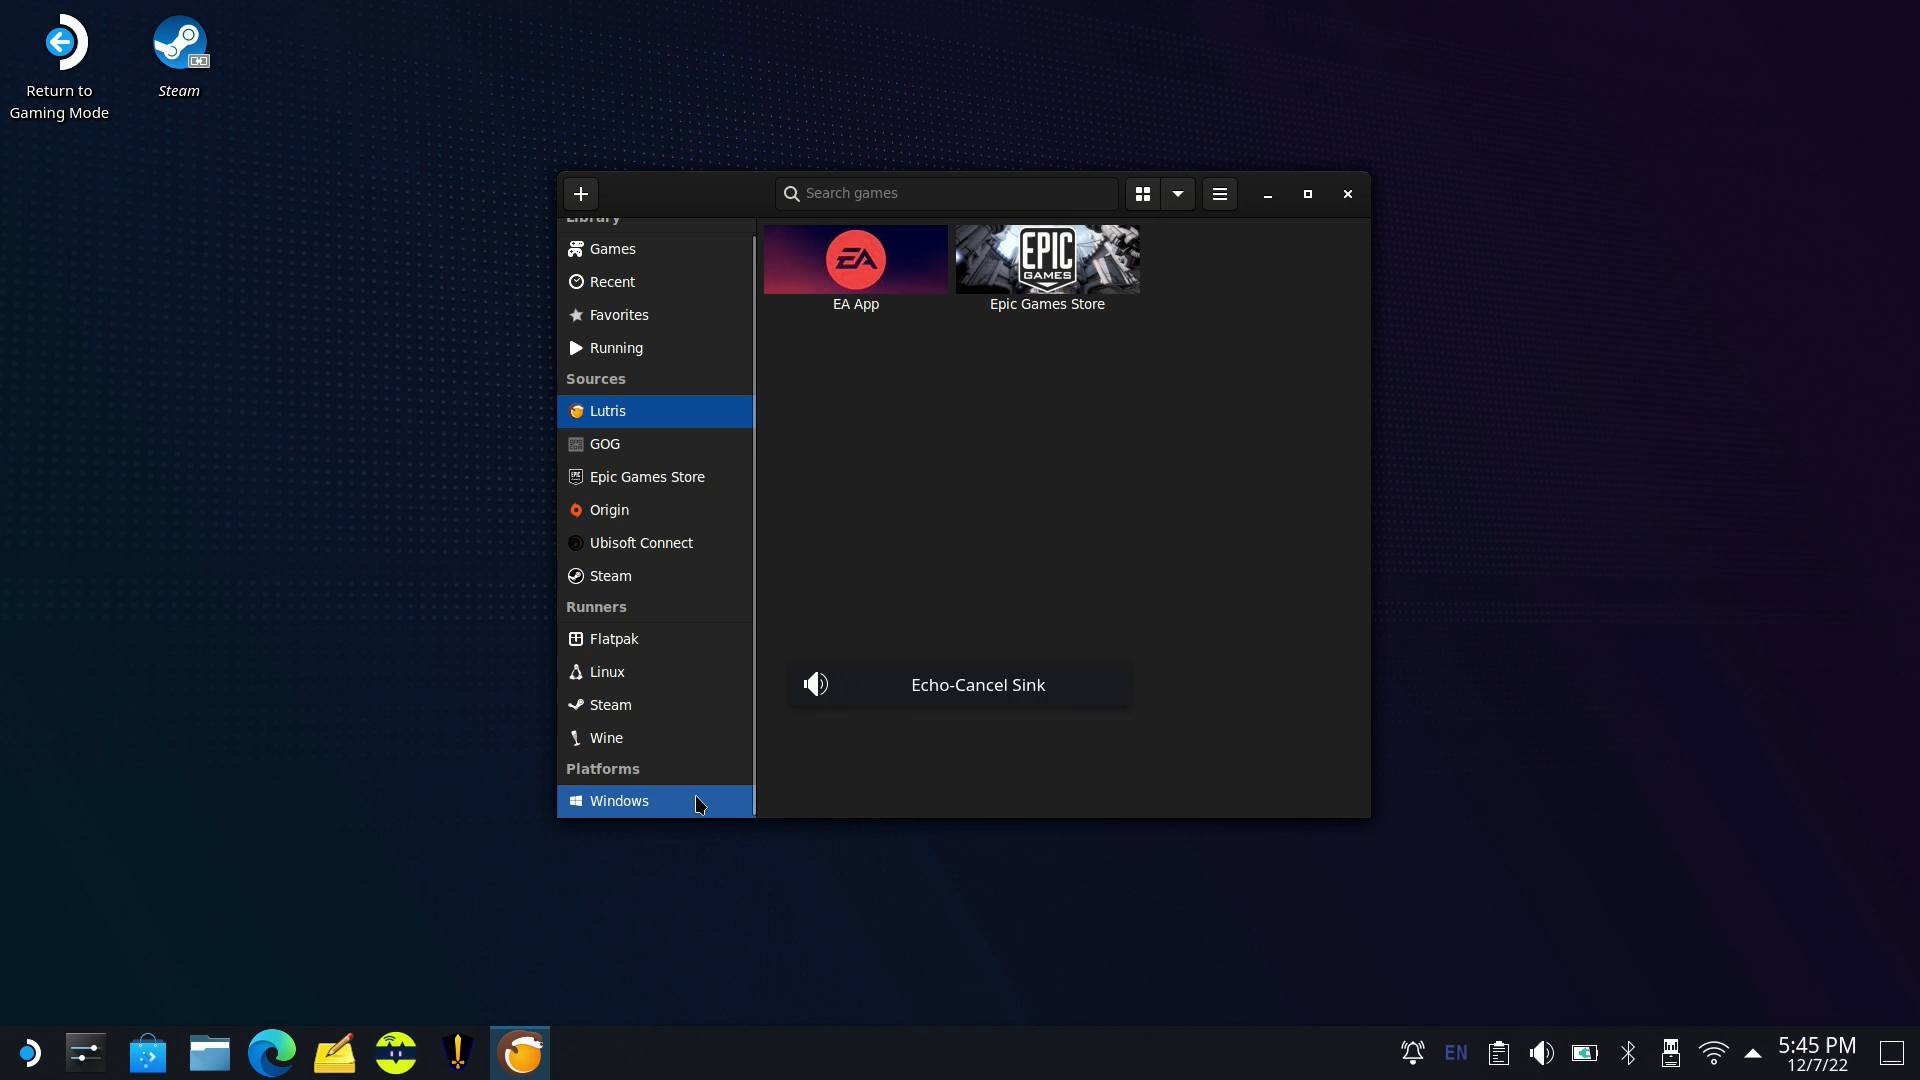 Return to
Gaming Mode
Steam
Search games
Library
Games
Recent
Favorites
Running
Sources
Lutris
GOG
Epic Games Store
Origin
Ubisoft Connect
Steam
Runners
Flatpak
Linux
Steam
Wine
Platforms
Windows
EA
EPIC
GAMES
EA App
Epic Games Store
Echo-Cancel Sink
EN
5:45 PM
12/7/22